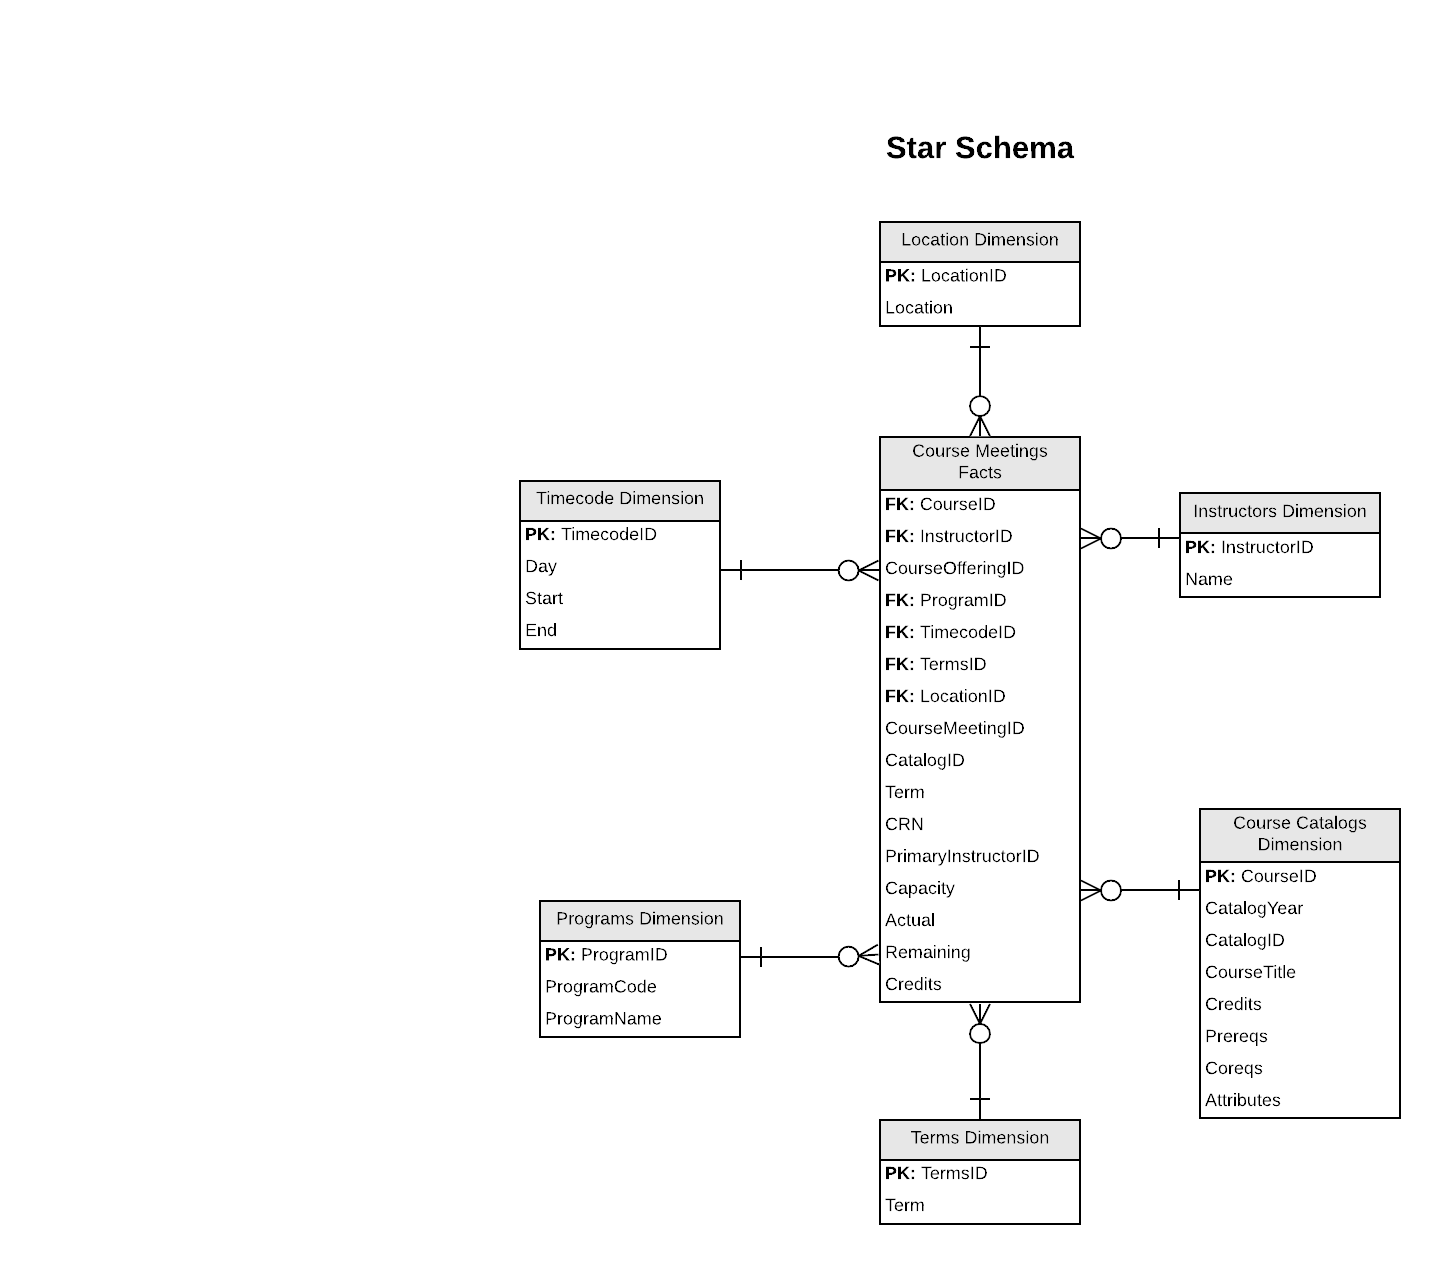 Star Schema
Location Dimension
PK: LocationID
Location
Course Meetings
Facts
FK: CourseID
FK: InstructorID
CourseOfferingID
FK: ProgramID
FK: TimecodeID
FK: TermsID
FK: LocationID
CourseMeetingID
CatalogID
Term
CRN
PrimaryInstructorID
Capacity
Actual
Remaining
Credits
Timecode Dimension
PK: TimecodeID
Day
Start
End
Instructors Dimension
PK: InstructorID
Name
Programs Dimension
PK: ProgramID
ProgramCode
ProgramName
Course Catalogs
Dimension
PK: CourseID
CatalogYear
CatalogID
CourseTitle
Credits
Prereqs
Coreqs
Attributes
Terms Dimension
PK: TermsID
Term